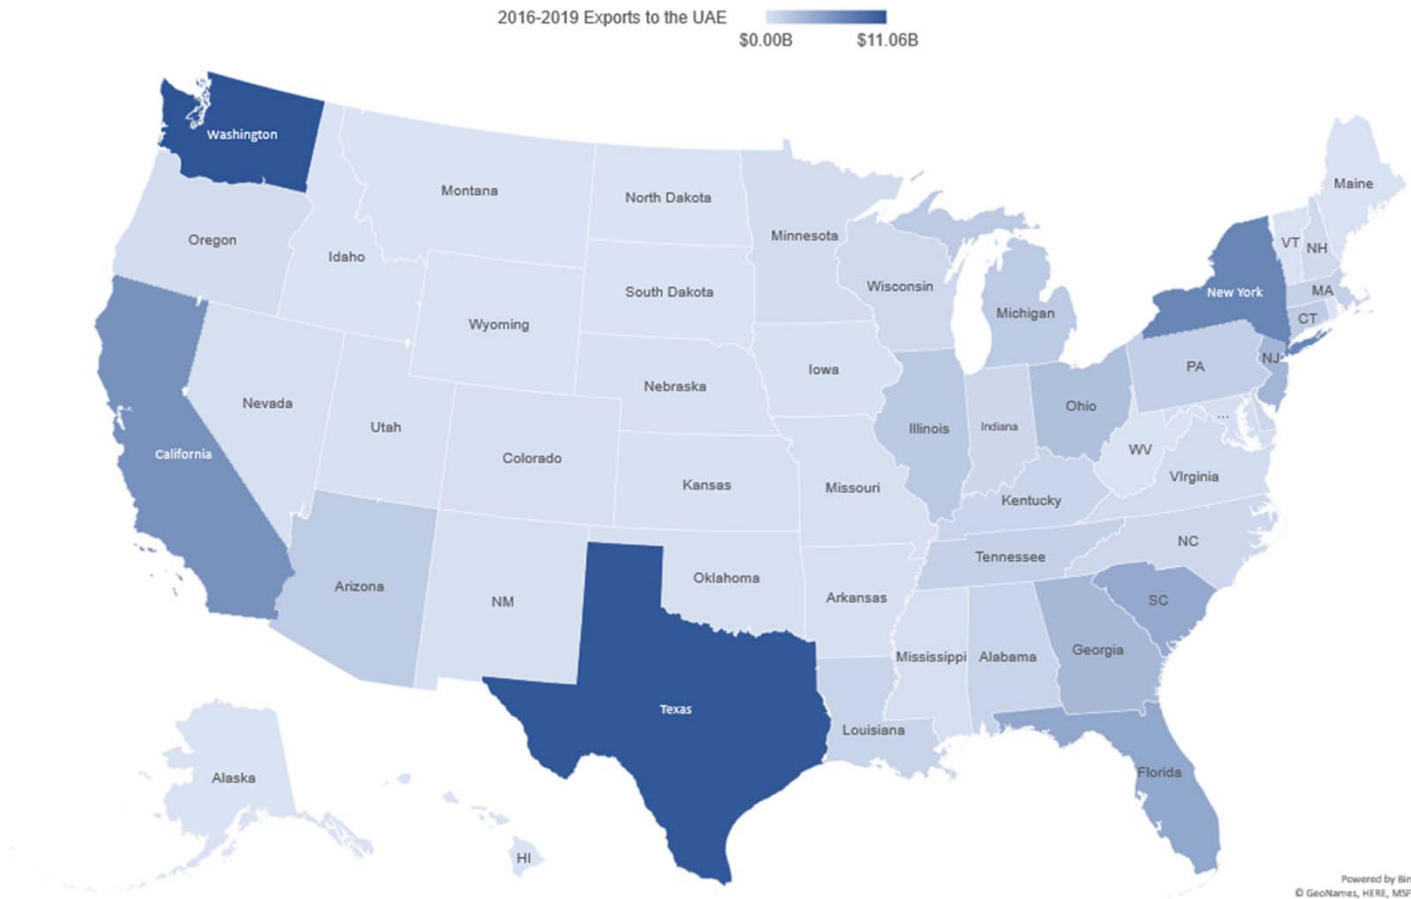 2016-2019 Exports to the UAE
$0.00B $11.06B
Washington
Montana
North Dakota
Minnesota
Maine
Oregon
Idaho
VT
NH
South Dakota
Wisconsin
New York
MA
Wyoming
Michigan
CT
Iowa
PA
NJ
Nebraska
Nevada
Ohio
...
Utah
Illinois
Indiana
California
Colorado
WV
Kansas
Missouri
VIrginia
Kentucky
NC
Tennessee
Arizona
Oklahoma
NM
Arkansas
SC
Mississippi
Alabama
Georgia
Texas
Louisiana
Alaska
Florida
HI
Powered by Bin
© GeoNames, HERE, MSF